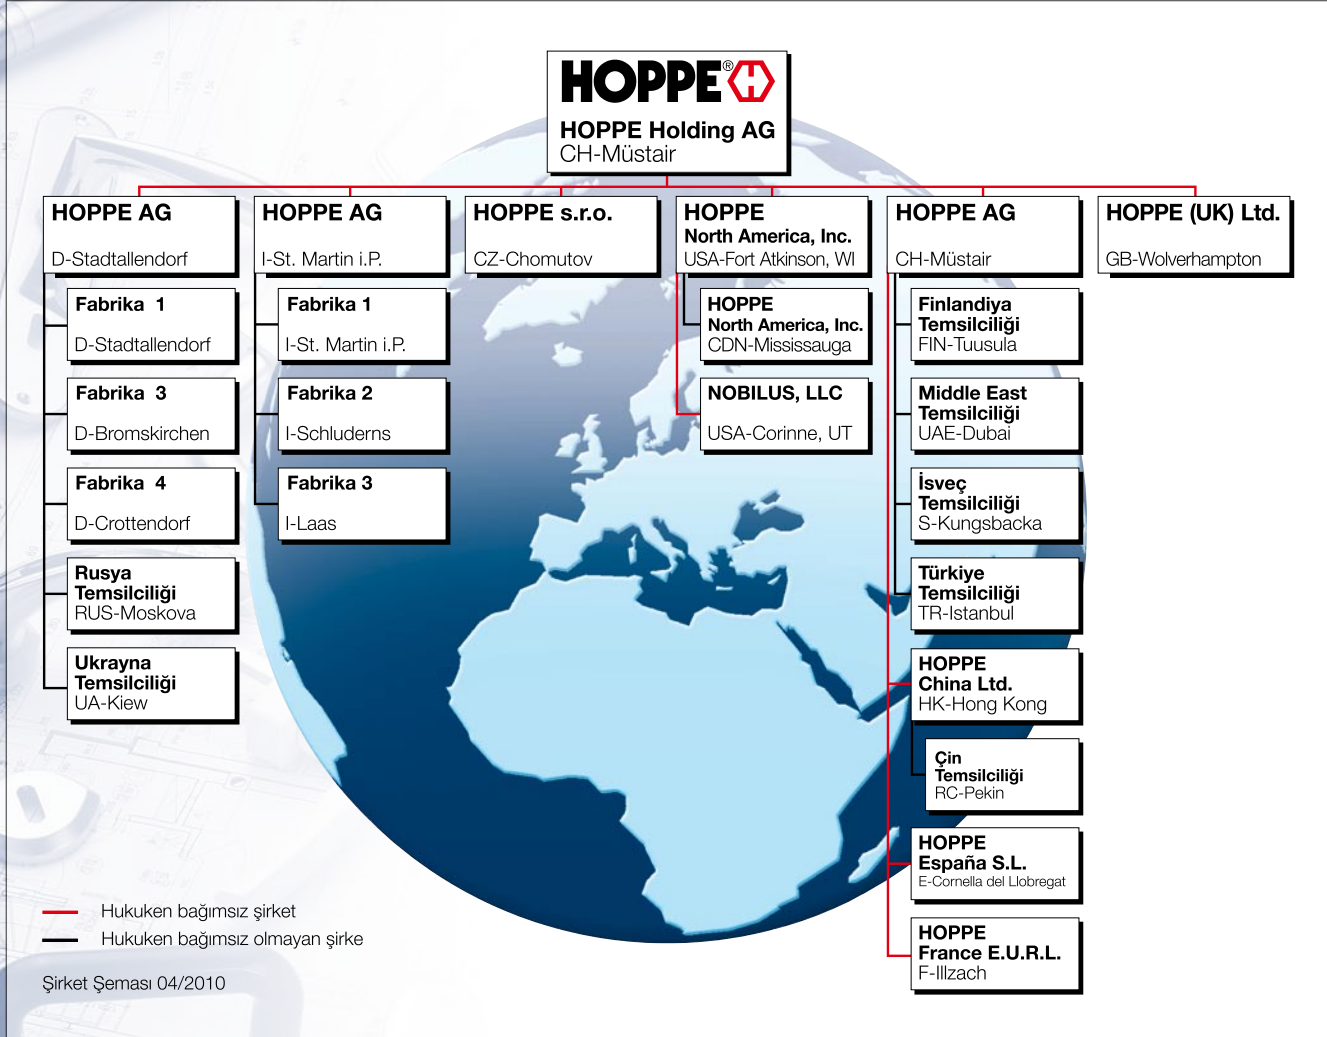 HOPPE®
HOPPE Holding AG
CH-Müstair
HOPPE AG
D-Stadtallendorf
Fabrika 1
D-Stadtallendorf
Fabrika 3
D-Bromskirchen
Fabrika 4
D-Crottendorf
Rusya
Temsilciliği
RUS-Moskova
Ukrayna
Temsilciliği
UA-Kiew
HOPPE AG
I-St. Martin i.P.
Fabrika 1
I-St. Martin i.P.
Fabrika 2
I-Schluderns
Fabrika 3
I-Laas
HOPPE s.r.o.
CZ-Chomutov
HOPPE
North America, Inc.
USA-Fort Atkinson, WI
HOPPE
North America, Inc.
CDN-Mississauga
NOBILUS, LLC
USA-Corinne, UT
HOPPE AG
CH-Müstair
Finlandiya
Temsilciliği
FIN-Tuusula
Middle East
Temsilciliği
UAE-Dubai
İsveç
Temsilciliği
S-Kungsbacka
Türkiye
Temsilciliği
TR-Istanbul
HOPPE
China Ltd.
HK-Hong Kong
Çin
Temsilciliği
RC-Pekin
HOPPE
España S.L.
E-Cornella del Llobregat
HOPPE
France E.U.R.L.
F-Illzach
HOPPE (UK) Ltd.
GB-Wolverhampton
Hukuken bağımsız şirket
Hukuken bağımsız olmayan şirke
Şirket Şeması 04/2010